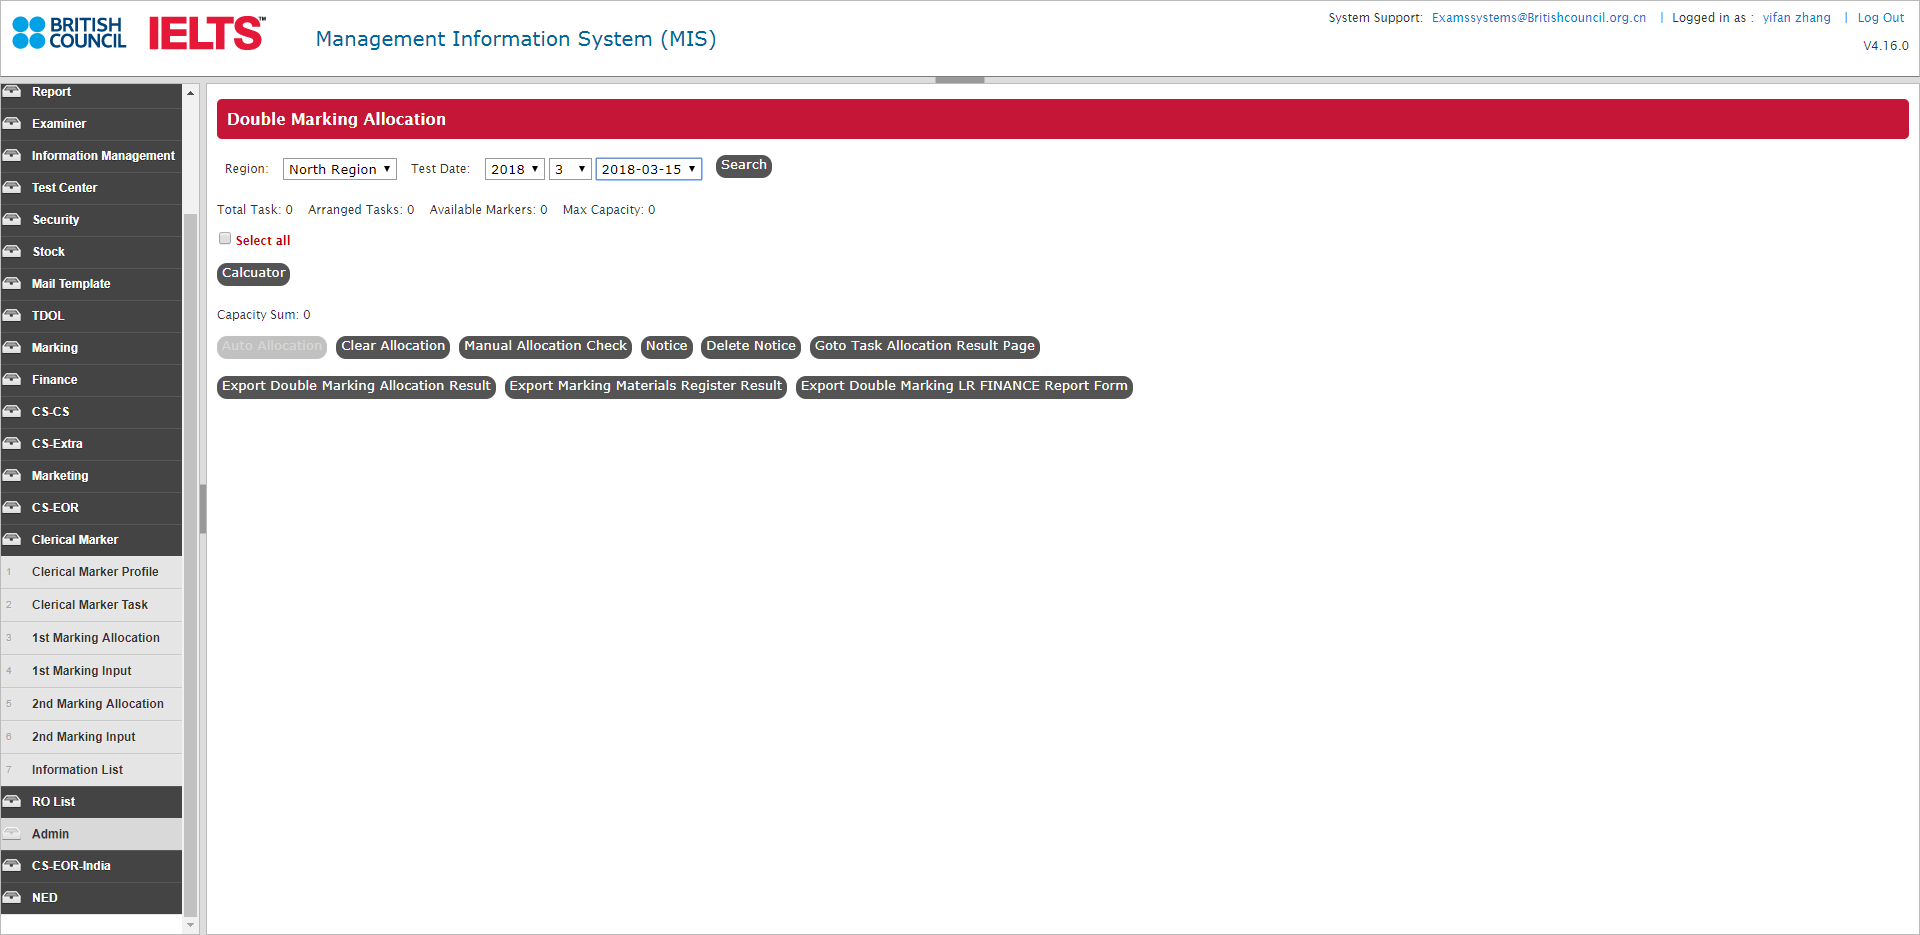 BRITISH
COUNCIL
IELTS™
Management Information System (MIS)
System Support: Examssystems@Britishcouncil.org.cn | Logged in as : yifan zhang | Log Out
V4.16.0
Report
Examiner
Information Management
Test Center
Security
Stock
Mail Template
TDOL
Marking
Finance
CS-CS
CS-Extra
Marketing
CS-EOR
Clerical Marker
1 Clerical Marker Profile
2 Clerical Marker Task
3 1st Marking Allocation
4 1st Marking Input
5 2nd Marking Allocation
6 2nd Marking Input
7 Information List
RO List
Admin
CS-EOR-India
NED
Double Marking Allocation
Region: North Region Test Date: 2018 3 2018-03-15 Search
Total Task: 0 Arranged Tasks: 0 Available Markers: 0 Max Capacity: 0
Select all
Calcuator
Capacity Sum: 0
Auto Allocation Clear Allocation Manual Allocation Check Notice Delete Notice Goto Task Allocation Result Page
Export Double Marking Allocation Result Export Marking Materials Register Result Export Double Marking LR FINANCE Report Form